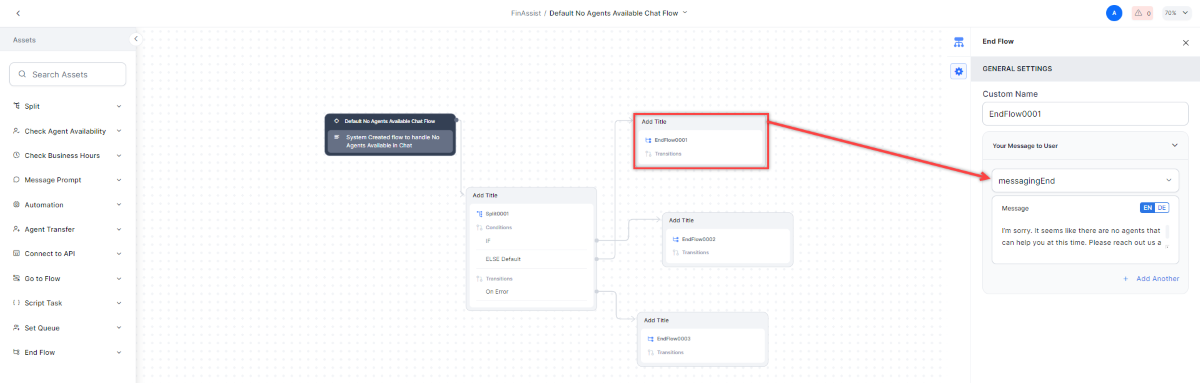 FinAssist / Default No Agents Available Chat Flow
A
0
70%
Assets
Search Assets
Split
Check Agent Availability
Check Business Hours
Message Prompt
Automation
Agent Transfer
Connect to API
Go to Flow
Script Task
Set Queue
End Flow
Default No Agents Available Chat Flow
System Created flow to handle No
Agents Available in Chat
Add Title
Split0001
Conditions
IF
ELSE Default
Transitions
On Error
Add Title
EndFlow0001
Transitions
Add Title
EndFlow0002
Transitions
Add Title
EndFlow0003
Transitions
End Flow
GENERAL SETTINGS
Custom Name
EndFlow0001
Your Message to User
messagingEnd
Message
EN DE
I'm sorry. It seems like there are no agents that
can help you at this time. Please reach out us a
+ Add Another